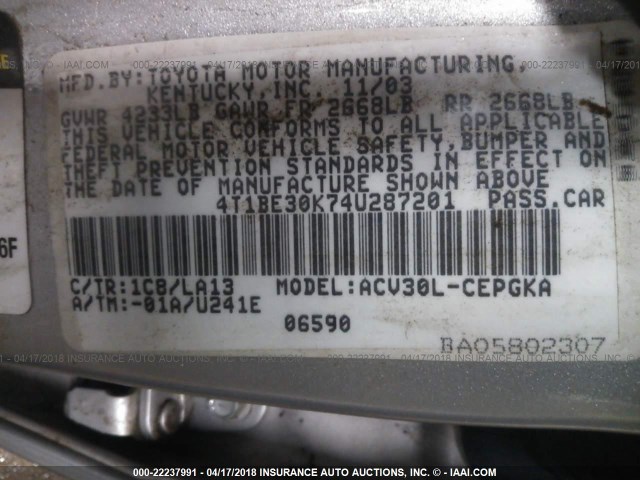 MFD.BY:TOYOTA MOTOR MANUFACTURING,
KENTUCKY,INC. 11/03
GVWR 4233LB GAWR FR 2668LB RR 2668LB
THIS VEHICLE CONFORMS TO ALL APPLICABLE
FEDERAL MOTOR VEHICLE SAFETY,BUMPER AND
THEFT PREVENTION STANDARDS IN EFFECT ON
THE DATE OF MANUFACTURE SHOWN ABOVE
4T1BE30K74U287201 PASS.CAR
6F
C/TR:1C8/LA13 MODEL:ACV30L-CEPGKA
A/TM:-01A/U241E
06590
BA05802307
000-22237991 - 04/17/2018 INSURANCE AUTO AUCTIONS, INC. - © IAAI.COM